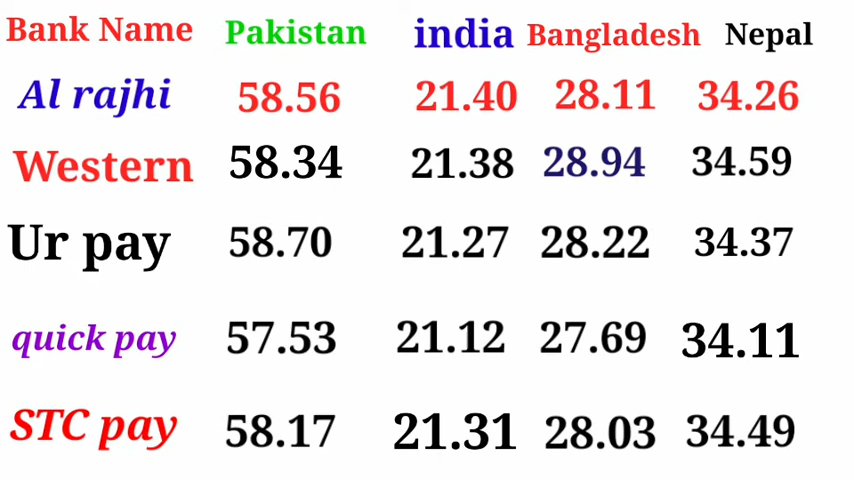 Bank Name Pakistan india Bangladesh Nepal
Al rajhi 58.56 21.40 28.11 34.26
Western 58.34 21.38 28.94 34.59
Ur pay 58.70 21.27 28.22 34.37
quick pay 57.53 21.12 27.69 34.11
STC pay 58.17 21.31 28.03 34.49